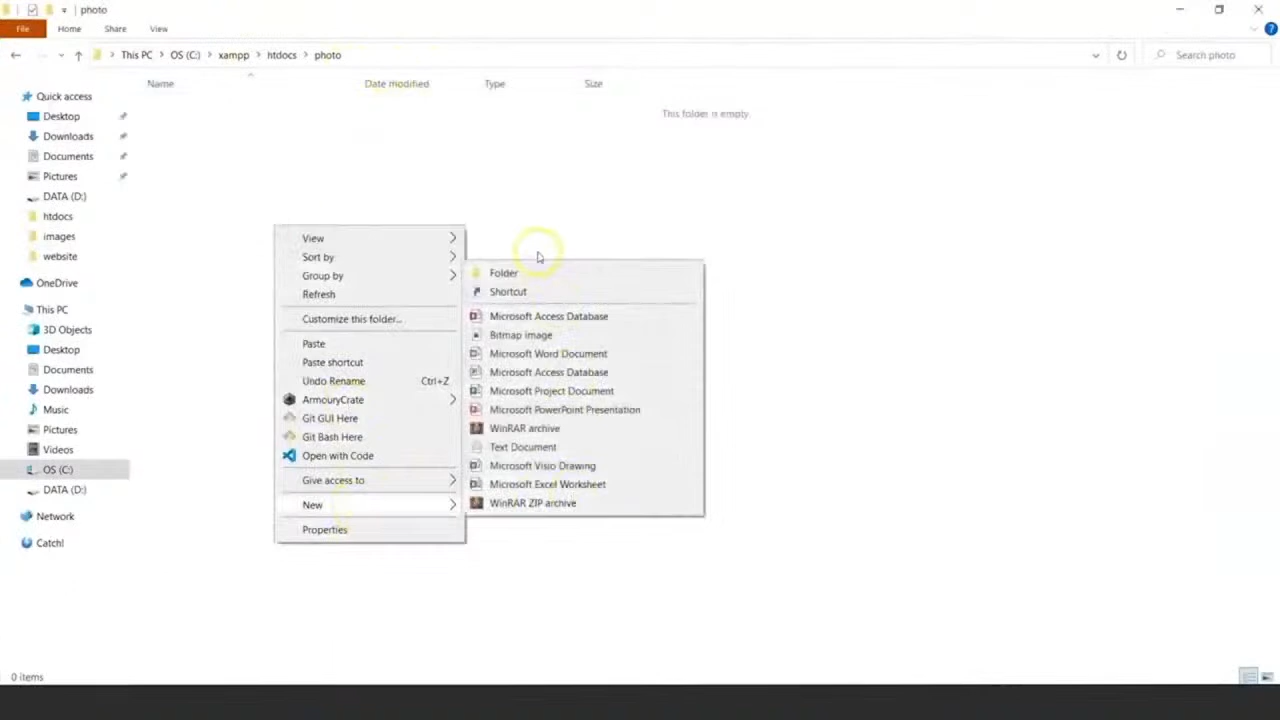 photo
File
Home
Share
View
This PC
OS (C:)
xampp
htdocs
photo
Search photo
Name
Date modified
Type
Size
This folder is empty.
Quick access
Desktop
Downloads
Documents
Pictures
DATA (D:)
htdocs
images
website
OneDrive
This PC
3D Objects
Desktop
Documents
Downloads
Music
Pictures
Videos
OS (C:)
DATA (D:)
Network
Catch!
View
Sort by
Group by
Refresh
Customize this folder...
Paste
Paste shortcut
Undo Rename Ctrl+Z
ArmouryCrate
Git GUI Here
Git Bash Here
Open with Code
Give access to
New
Properties
Folder
Shortcut
Microsoft Access Database
Bitmap image
Microsoft Word Document
Microsoft Access Database
Microsoft Project Document
Microsoft PowerPoint Presentation
WinRAR archive
Text Document
Microsoft Visio Drawing
Microsoft Excel Worksheet
WinRAR ZIP archive
0 items